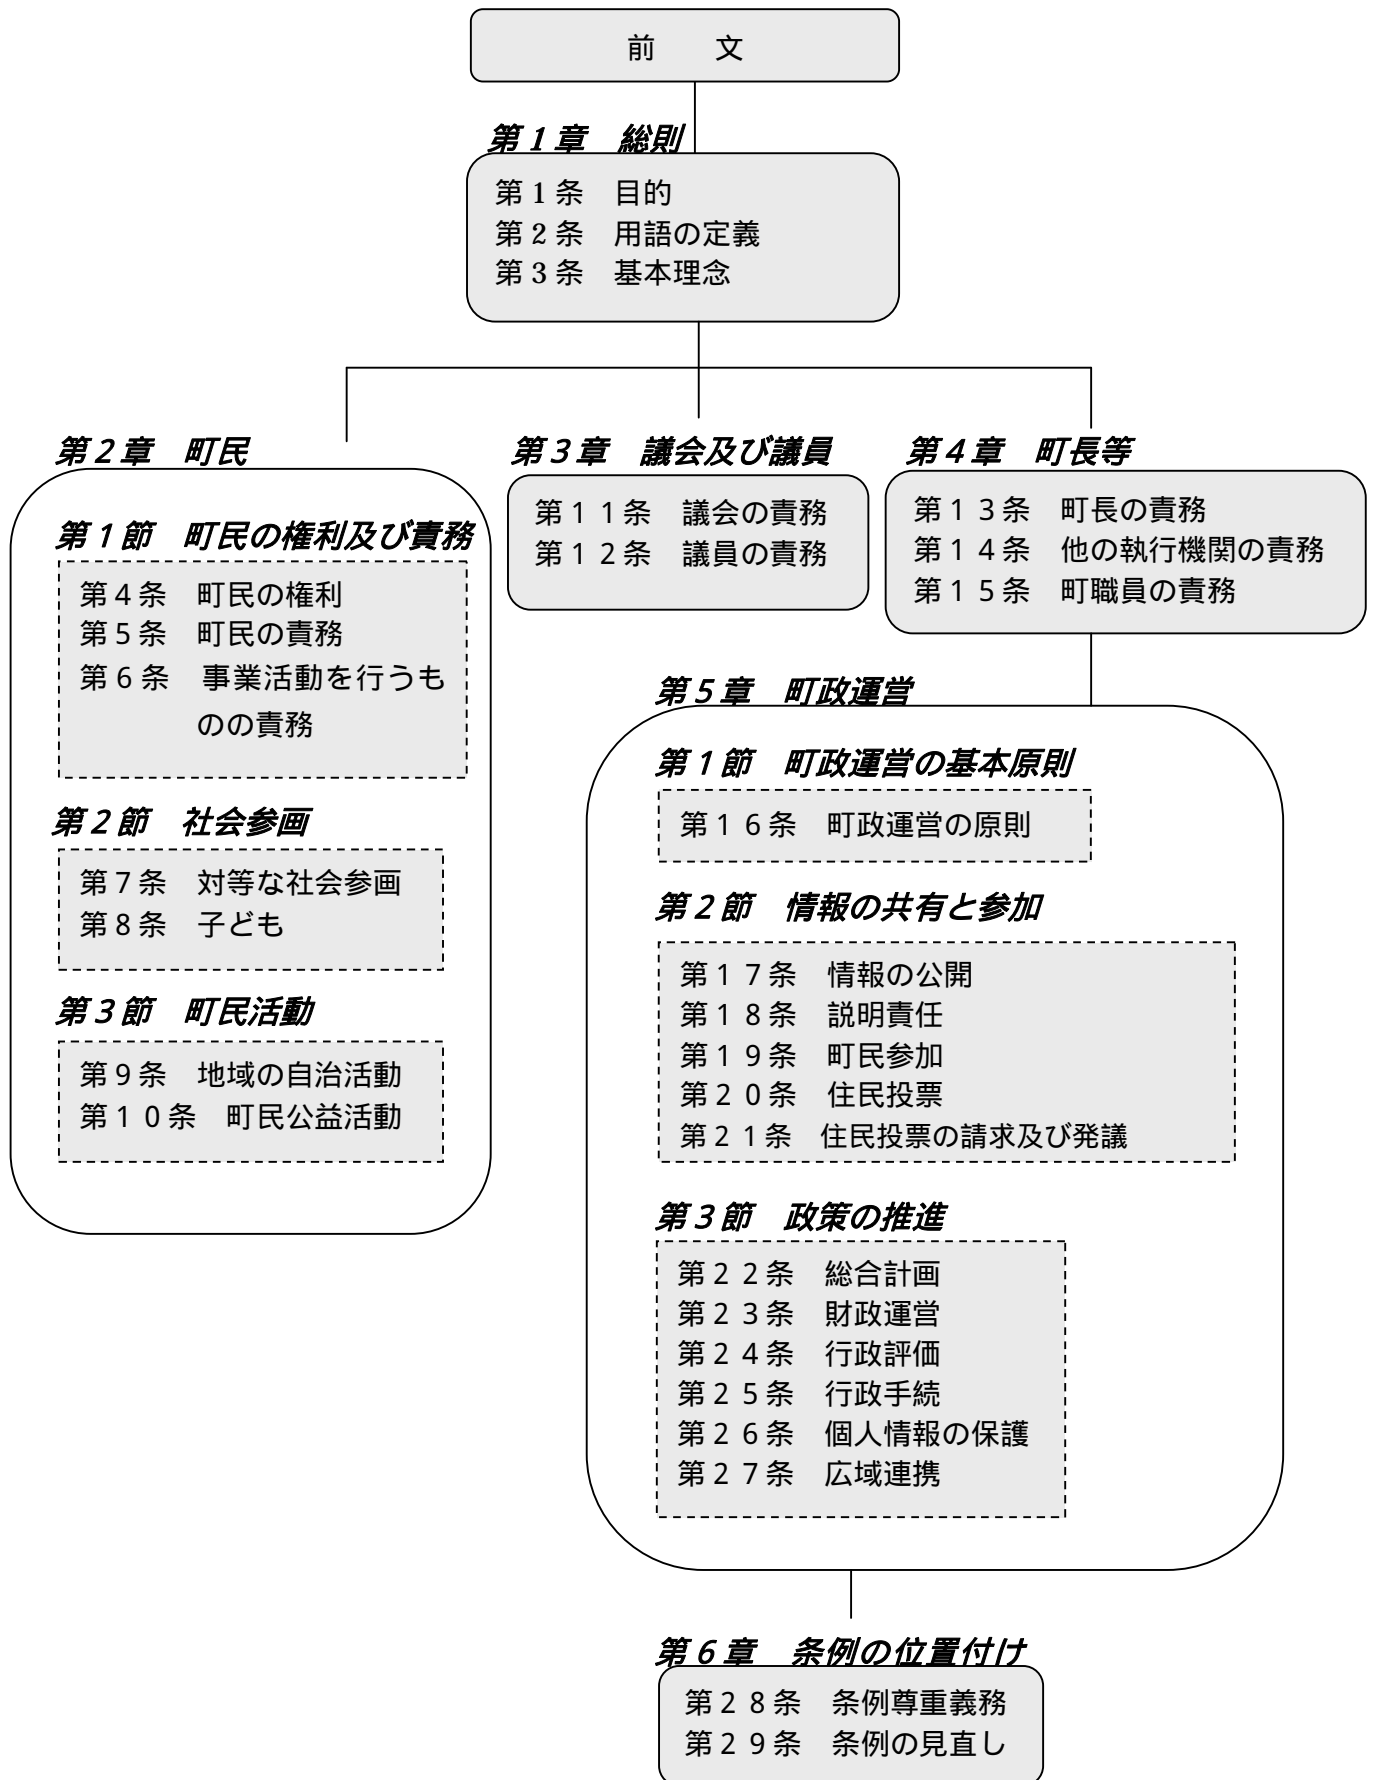 前　　文
第１章　総則
第１条　目的
第２条　用語の定義
第３条　基本理念
第２章　町民
第１節　町民の権利及び責務
第４条　町民の権利
第５条　町民の責務
第６条　事業活動を行うも
のの責務
第２節　社会参画
第７条　対等な社会参画
第８条　子ども
第３節　町民活動
第９条　地域の自治活動
第１０条　町民公益活動
第３章　議会及び議員
第１１条　議会の責務
第１２条　議員の責務
第４章　町長等
第１３条　町長の責務
第１４条　他の執行機関の責務
第１５条　町職員の責務
第５章　町政運営
第１節　町政運営の基本原則
第１６条　町政運営の原則
第２節　情報の共有と参加
第１７条　情報の公開
第１８条　説明責任
第１９条　町民参加
第２０条　住民投票
第２１条　住民投票の請求及び発議
第３節　政策の推進
第２２条　総合計画
第２３条　財政運営
第２４条　行政評価
第２５条　行政手続
第２６条　個人情報の保護
第２７条　広域連携
第６章　条例の位置付け
第２８条　条例尊重義務
第２９条　条例の見直し